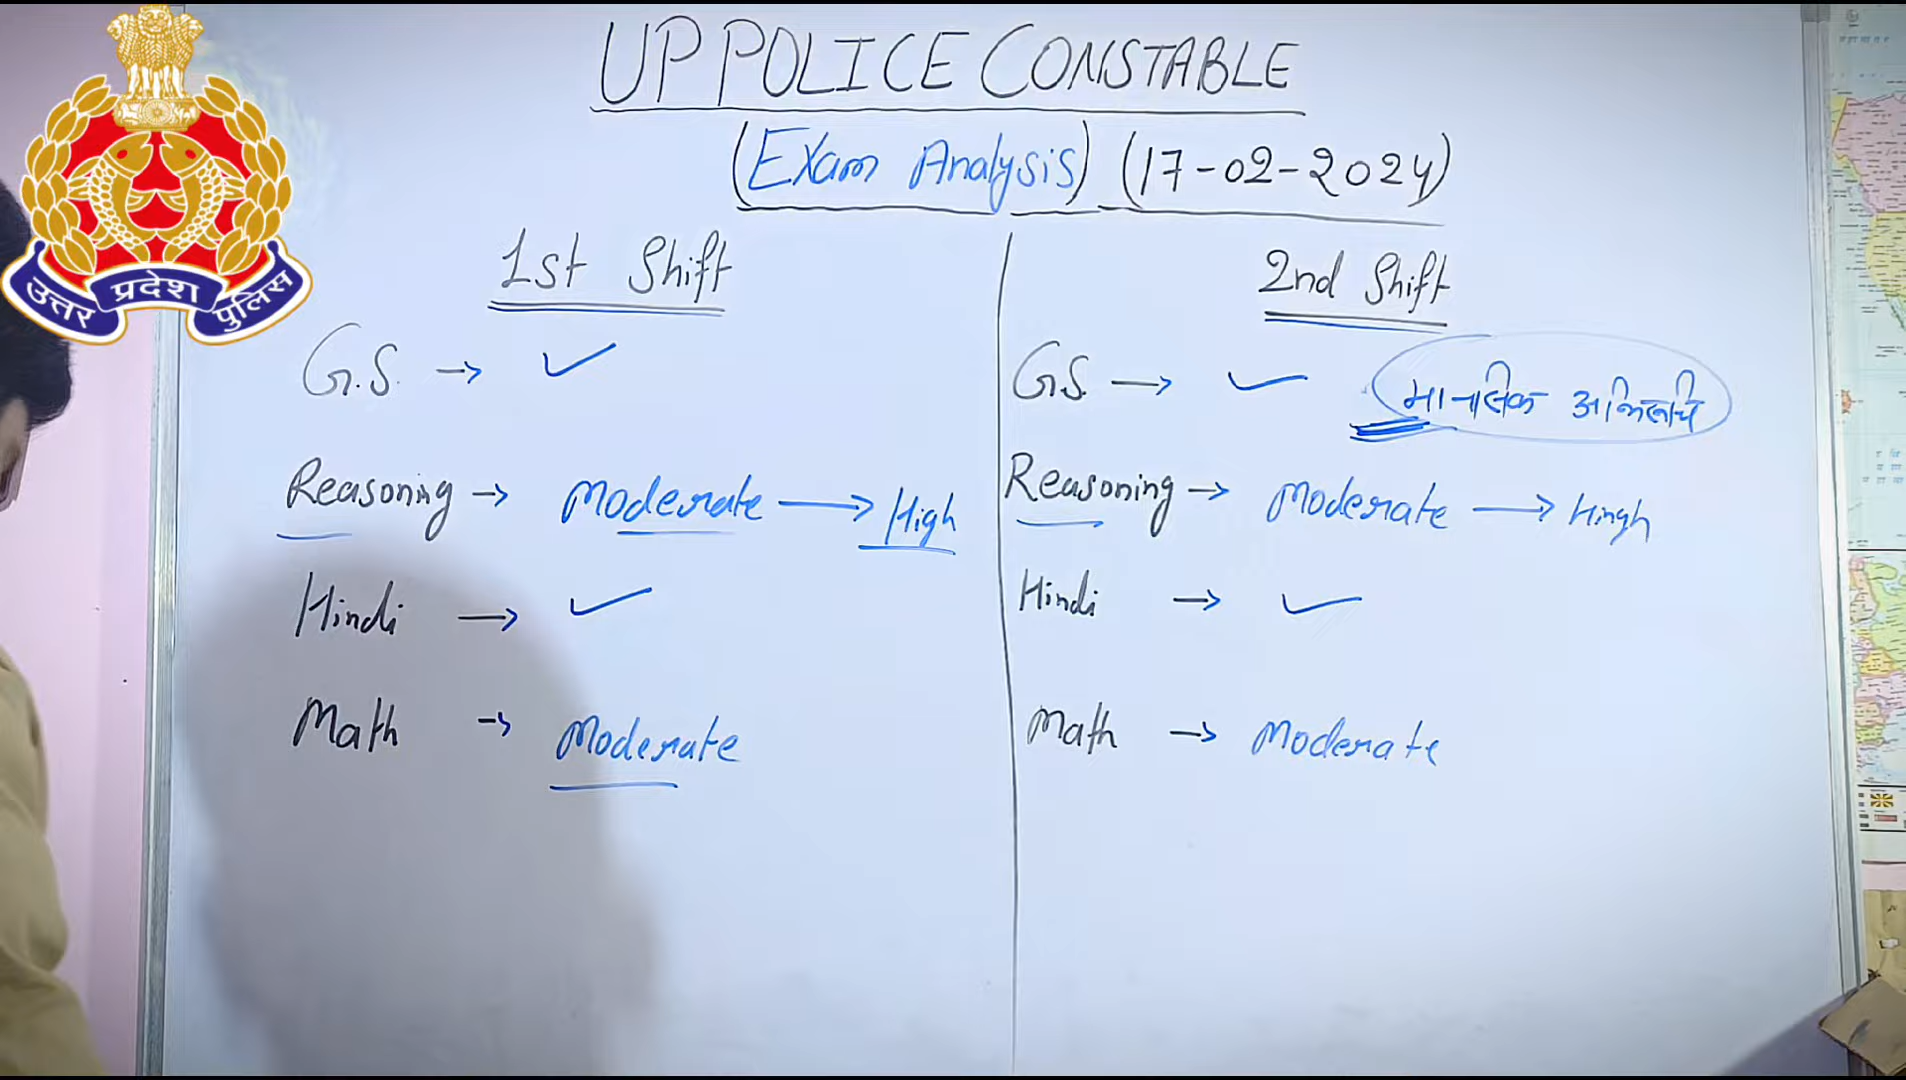 UP POLICE CONSTABLE
(Exam Analysis) (17-02-2024)
उत्तर प्रदेश पुलिस
1st Shift
G.S. → ✓
Reasoning → Moderate → High
Hindi → ✓
Math → Moderate
2nd Shift
G.S. → ✓ मानसिक अभिरूचि
Reasoning → Moderate → Hingh
Hindi → ✓
Math → Moderate